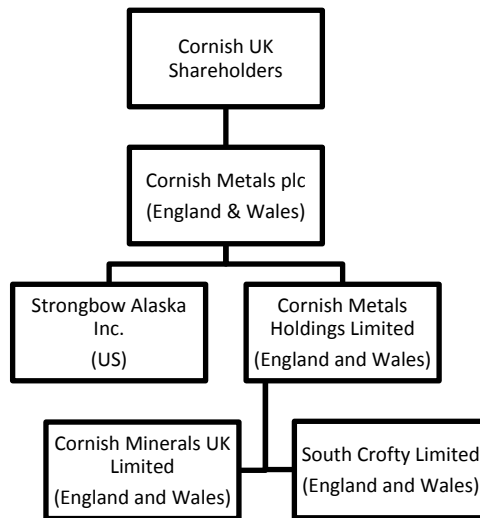 Cornish UK
Shareholders
Cornish Metals plc
(England & Wales)
Strongbow Alaska
Inc.
(US)
Cornish Metals
Holdings Limited
(England and Wales)
Cornish Minerals UK
Limited
(England and Wales)
South Crofty Limited
(England and Wales)